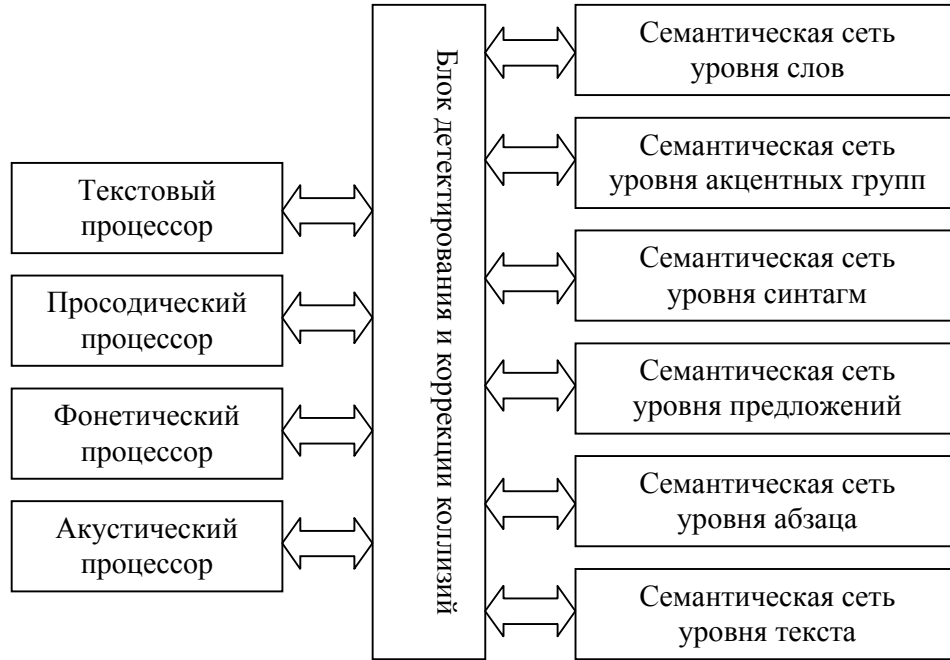 Текстовый
процессор
Просодический
процессор
Фонетический
процессор
Акустический
процессор
Блок детектирования и коррекции коллизий
Семантическая сеть
уровня слов
Семантическая сеть
уровня акцентных групп
Семантическая сеть
уровня синтагм
Семантическая сеть
уровня предложений
Семантическая сеть
уровня абзаца
Семантическая сеть
уровня текста